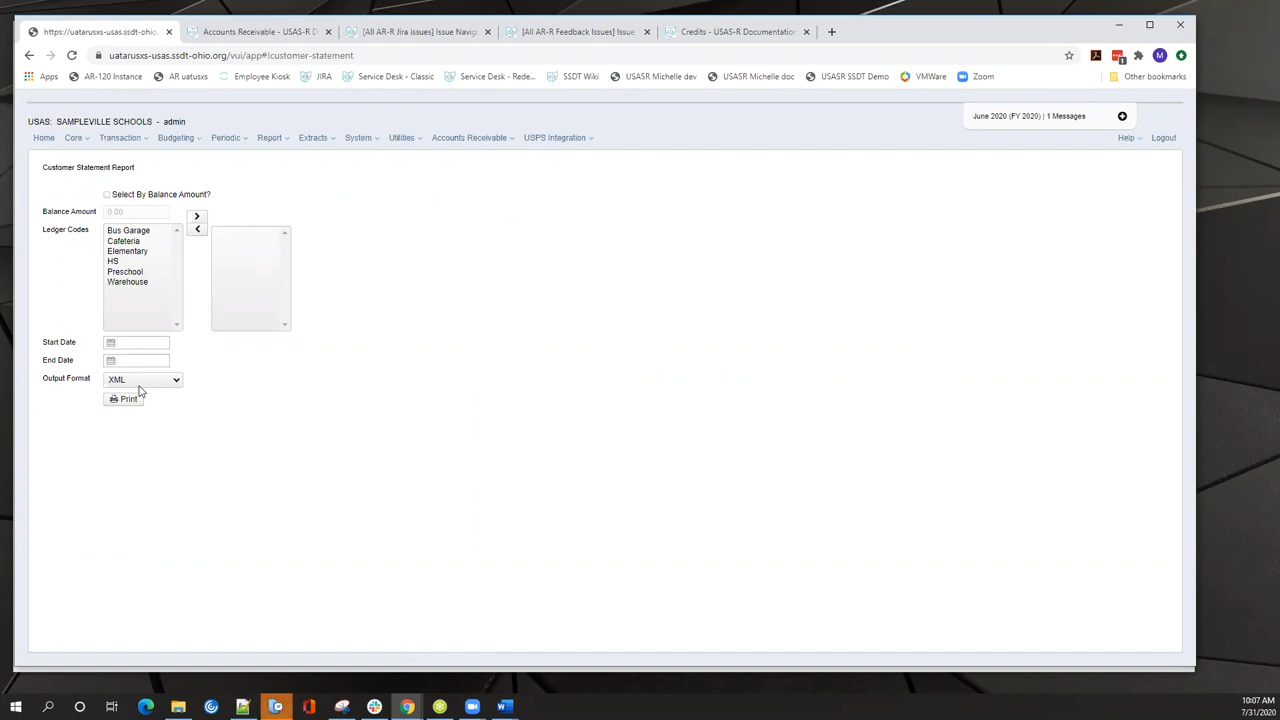 https://uatarusxs-usas.ssdt-ohio.
Accounts Receivable - USAS-R D
[All AR-R Jira issues] Issue Navig
[All AR-R Feedback Issues] Issue
Credits - USAS-R Documentation
uatarusxs-usas.ssdt-ohio.org/vui/app#!customer-statement
M
1
Apps
AR-120 Instance
AR uatusxs
Employee Kiosk
JIRA
Service Desk - Classic
Service Desk - Rede...
SSDT Wiki
USASR Michelle dev
USASR Michelle doc
USASR SSDT Demo
VMWare
Zoom
Other bookmarks
USAS: SAMPLEVILLE SCHOOLS - admin
June 2020 (FY 2020) | 1 Messages
Home
Core
Transaction
Budgeting
Periodic
Report
Extracts
System
Utilities
Accounts Receivable
USPS Integration
Help
Logout
Customer Statement Report
Select By Balance Amount?
Balance Amount
0.00
Ledger Codes
Bus Garage
Cafeteria
Elementary
HS
Preschool
Warehouse
Start Date
End Date
Output Format
XML
Print
10:07 AM
7/31/2020